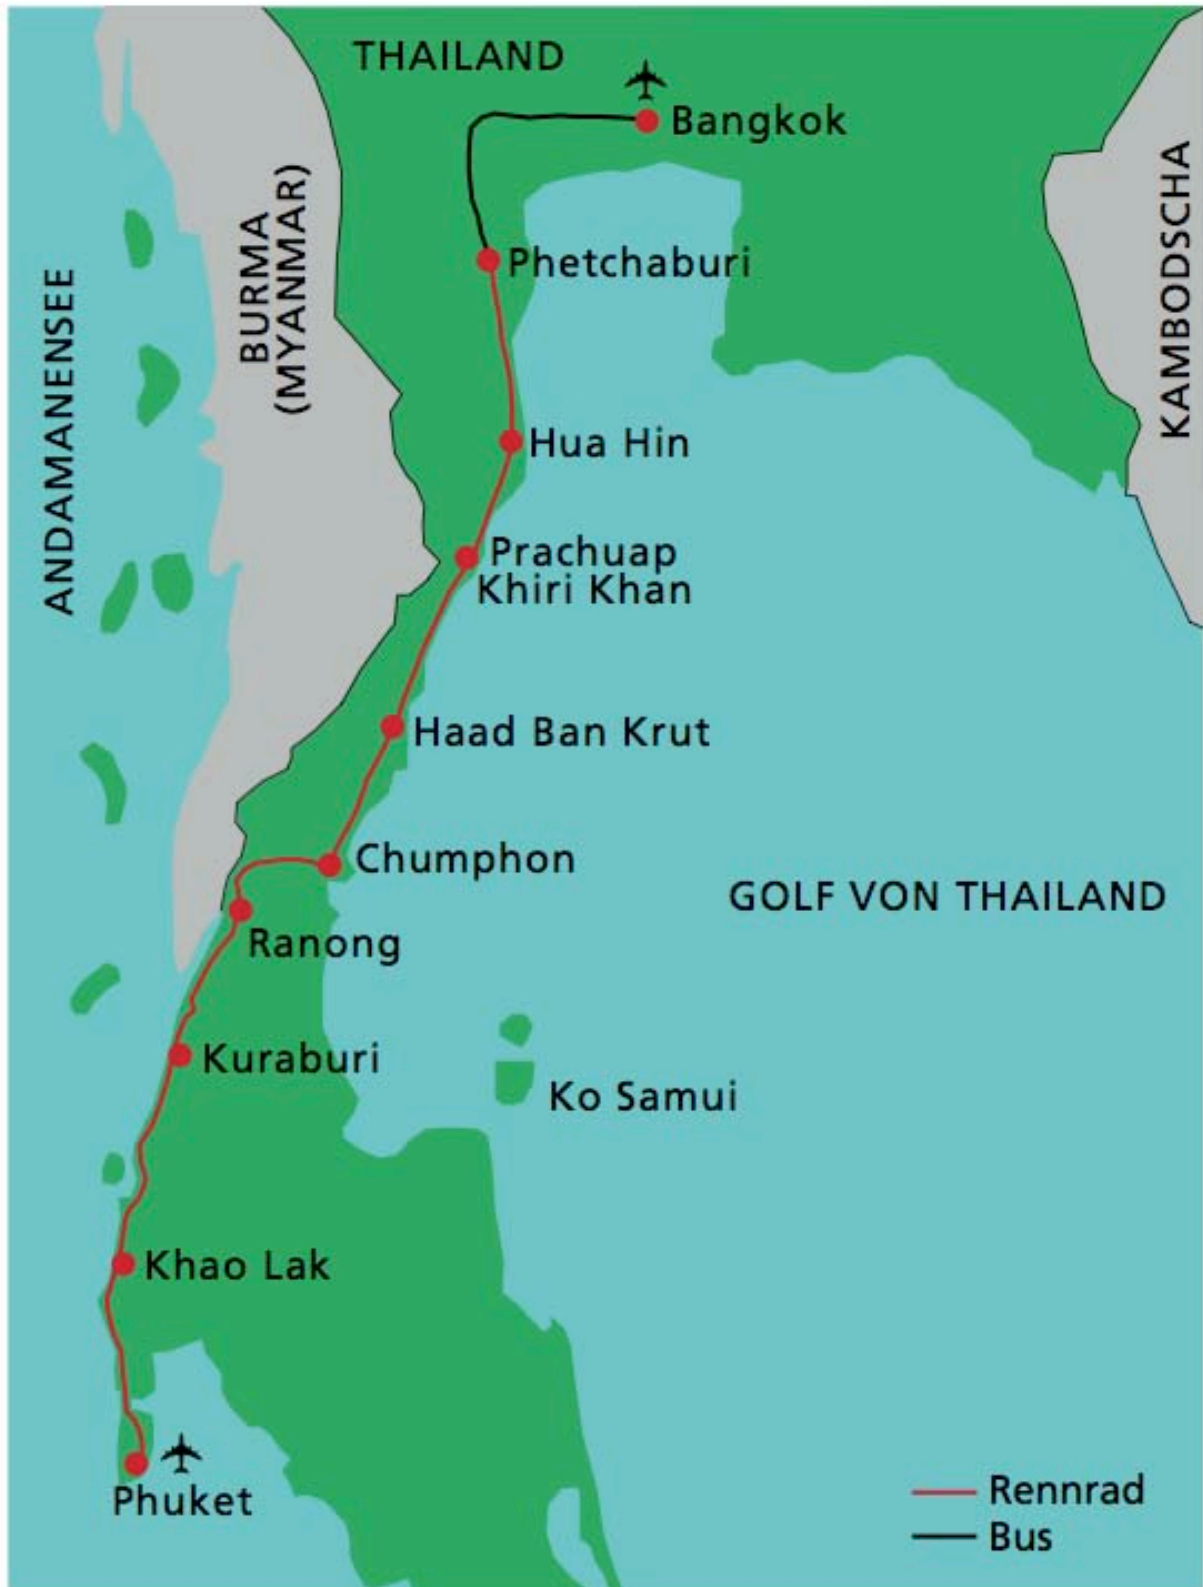 THAILAND
Bangkok
BURMA
(MYANMAR)
KAMBODSCHA
ANDAMANENSEE
Phetchaburi
Hua Hin
Prachuap
Khiri Khan
Haad Ban Krut
Chumphon
GOLF VON THAILAND
Ranong
Kuraburi
Ko Samui
Khao Lak
Phuket
Rennrad
Bus